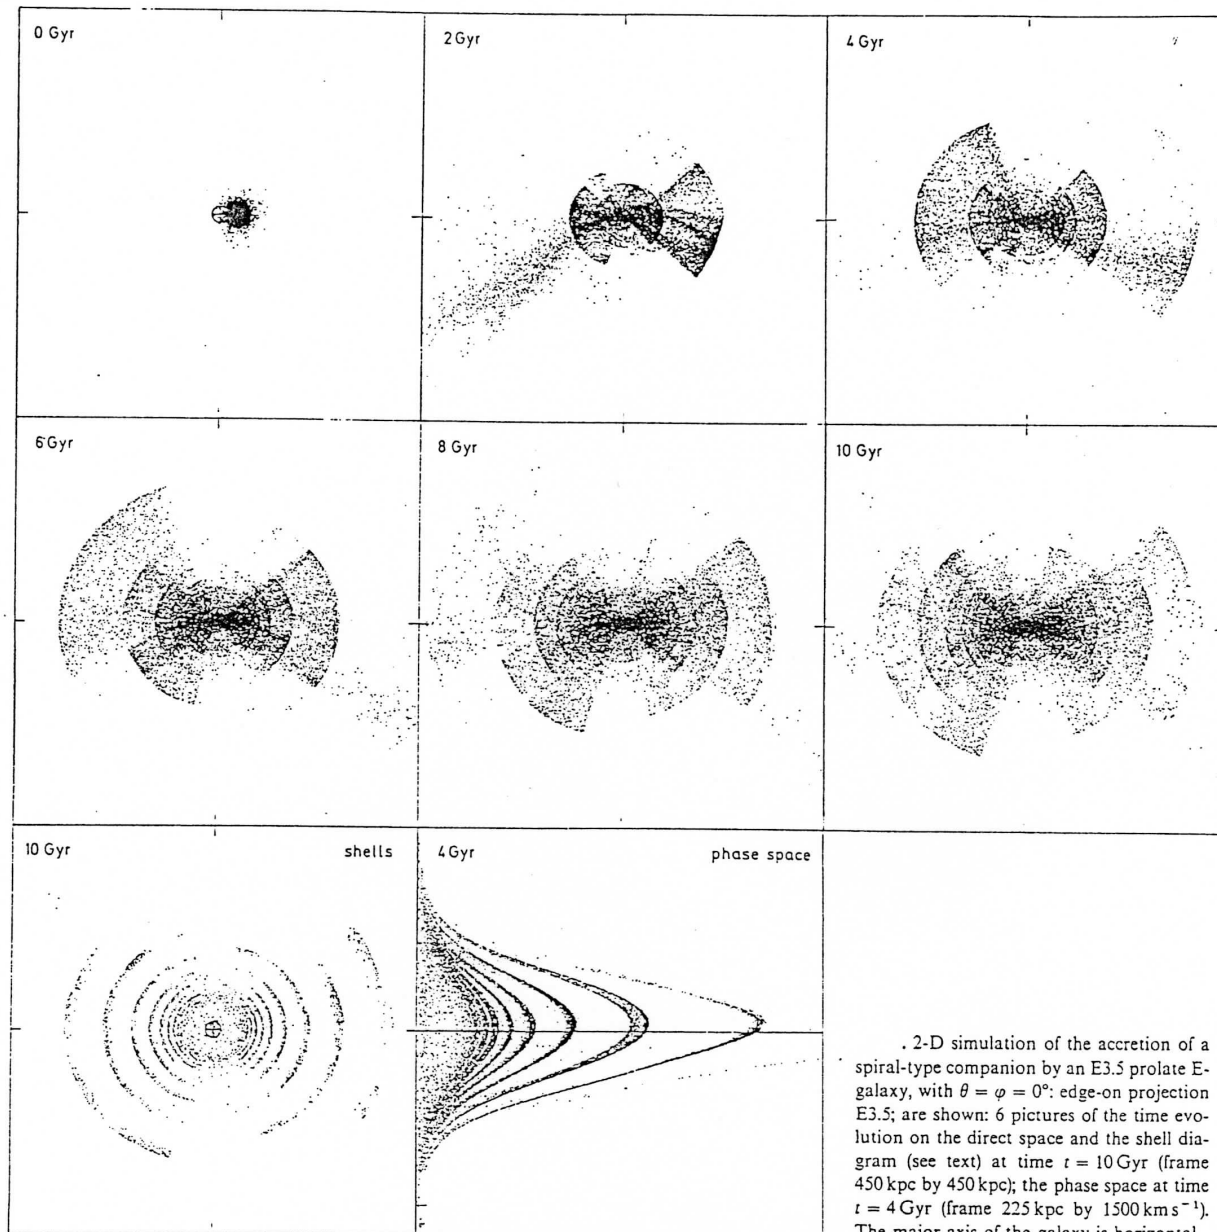 0 Gyr
2 Gyr
4 Gyr
6 Gyr
8 Gyr
10 Gyr
10 Gyr shells
4 Gyr phase space
. 2-D simulation of the accretion of a
spiral-type companion by an E3.5 prolate E-
galaxy, with θ = φ = 0°: edge-on projection
E3.5; are shown: 6 pictures of the time evo-
lution on the direct space and the shell dia-
gram (see text) at time t = 10 Gyr (frame
450 kpc by 450 kpc); the phase space at time
t = 4 Gyr (frame 225 kpc by 1500 km s⁻¹).
The major axis of the galaxy is horizontal